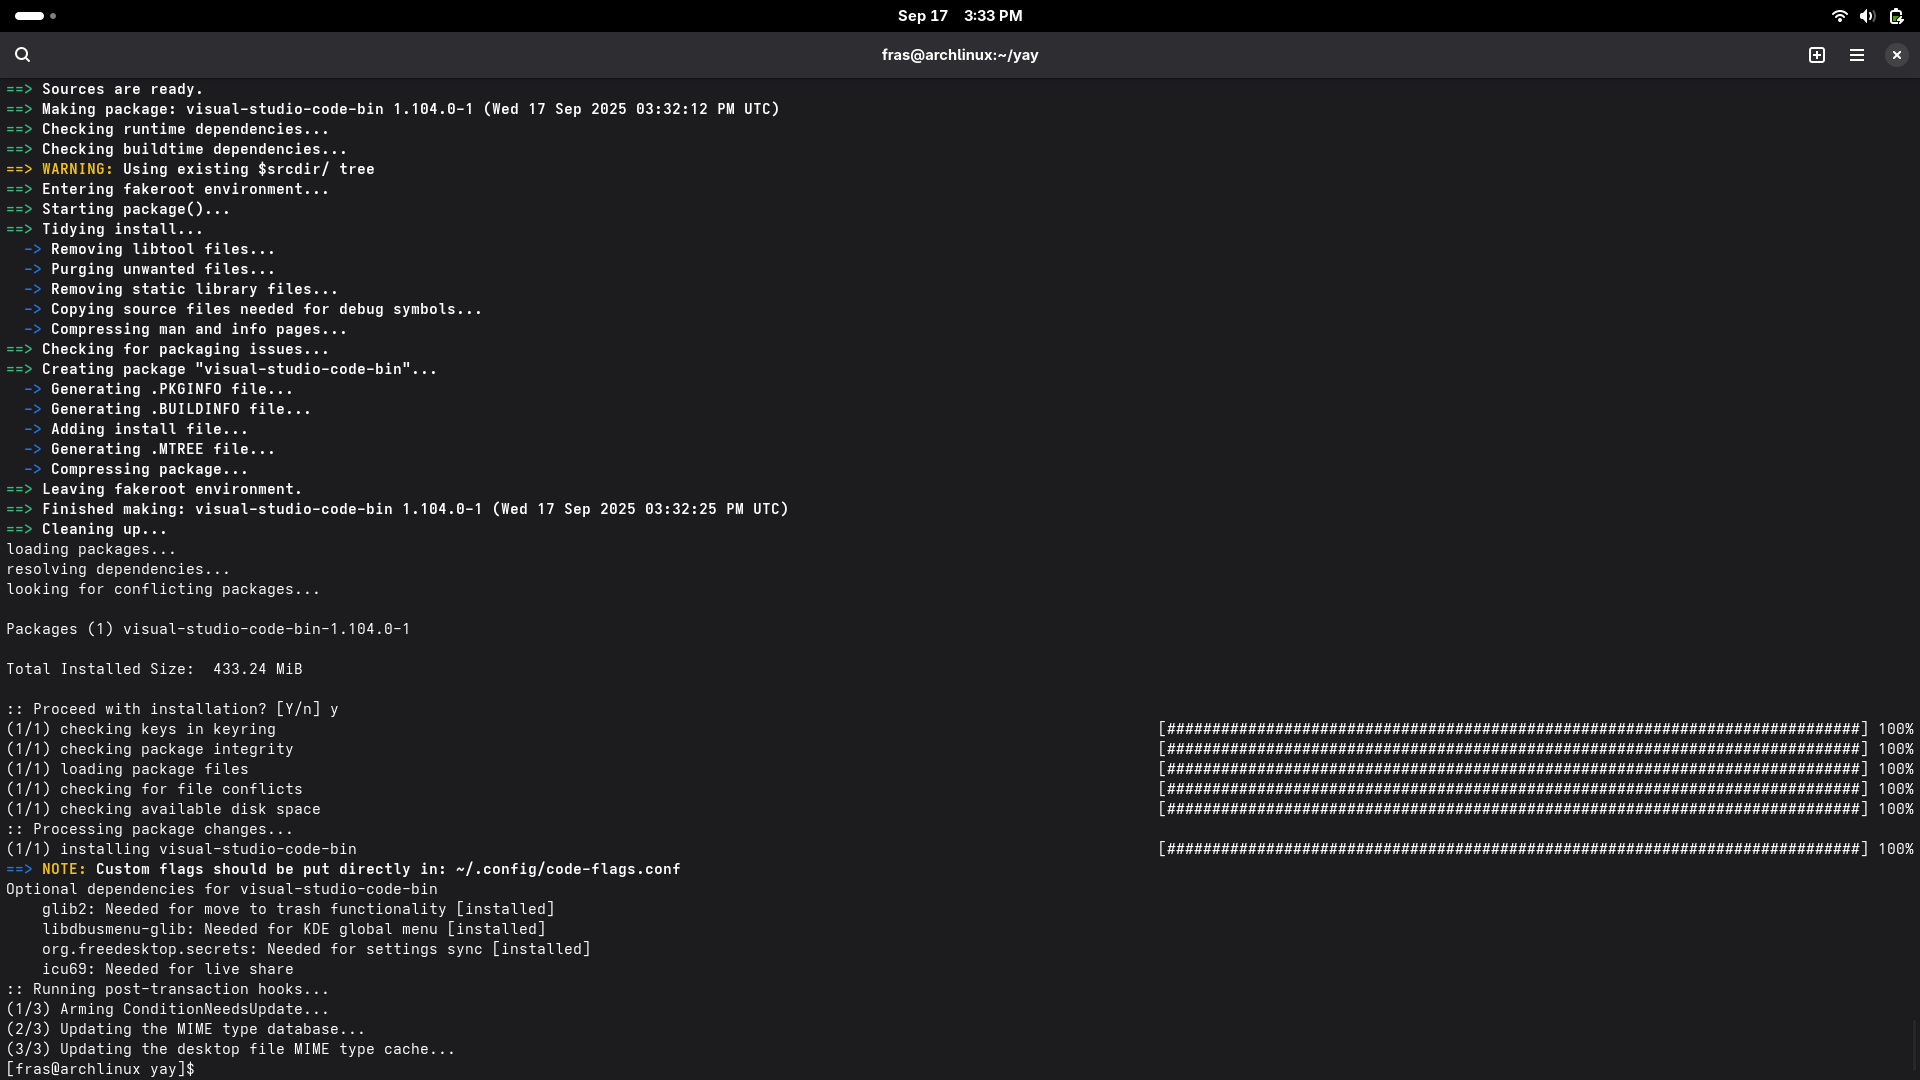 Sep 17 3:33 PM
fras@archlinux:~/yay
==> Sources are ready.
==> Making package: visual-studio-code-bin 1.104.0-1 (Wed 17 Sep 2025 03:32:12 PM UTC)
==> Checking runtime dependencies...
==> Checking buildtime dependencies...
==> WARNING: Using existing $srcdir/ tree
==> Entering fakeroot environment...
==> Starting package()...
==> Tidying install...
  -> Removing libtool files...
  -> Purging unwanted files...
  -> Removing static library files...
  -> Copying source files needed for debug symbols...
  -> Compressing man and info pages...
==> Checking for packaging issues...
==> Creating package "visual-studio-code-bin"...
  -> Generating .PKGINFO file...
  -> Generating .BUILDINFO file...
  -> Adding install file...
  -> Generating .MTREE file...
  -> Compressing package...
==> Leaving fakeroot environment.
==> Finished making: visual-studio-code-bin 1.104.0-1 (Wed 17 Sep 2025 03:32:25 PM UTC)
==> Cleaning up...
loading packages...
resolving dependencies...
looking for conflicting packages...
Packages (1) visual-studio-code-bin-1.104.0-1
Total Installed Size:  433.24 MiB
:: Proceed with installation? [Y/n] y
(1/1) checking keys in keyring [#############################################################################] 100%
(1/1) checking package integrity [#############################################################################] 100%
(1/1) loading package files [#############################################################################] 100%
(1/1) checking for file conflicts [#############################################################################] 100%
(1/1) checking available disk space [#############################################################################] 100%
:: Processing package changes...
(1/1) installing visual-studio-code-bin [#############################################################################] 100%
==> NOTE: Custom flags should be put directly in: ~/.config/code-flags.conf
Optional dependencies for visual-studio-code-bin
    glib2: Needed for move to trash functionality [installed]
    libdbusmenu-glib: Needed for KDE global menu [installed]
    org.freedesktop.secrets: Needed for settings sync [installed]
    icu69: Needed for live share
:: Running post-transaction hooks...
(1/3) Arming ConditionNeedsUpdate...
(2/3) Updating the MIME type database...
(3/3) Updating the desktop file MIME type cache...
[fras@archlinux yay]$